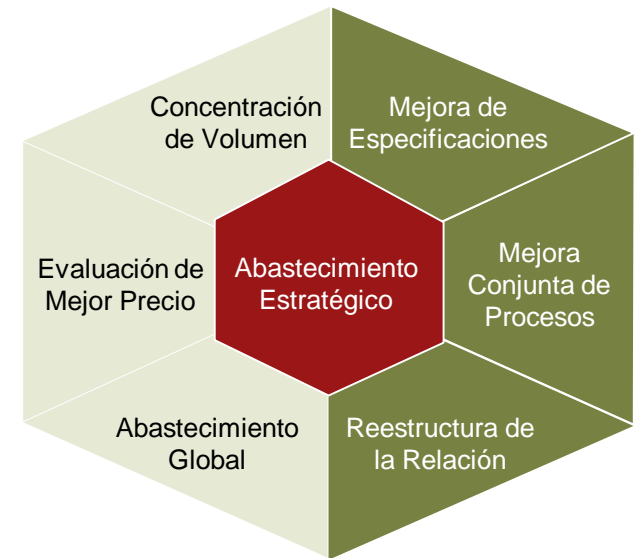 Concentración
de Volumen
Mejora de
Especificaciones
Evaluación de
Mejor Precio
Abastecimiento
Estratégico
Mejora
Conjunta de
Procesos
Abastecimiento
Global
Reestructura de
la Relación